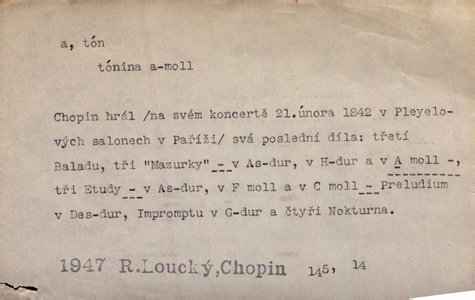 a, tón
tónina a-moll
Chopin hrál /na svém koncertě 21.února 1842 v Pleyelo-
vých salonech v Paříži/ svá poslední díla: třetí
Baladu, tři "Mazurky" - v As-dur, v H-dur a v A moll -,
tři Etudy - v As-dur, v F moll a v C moll - Preludium
v Des-dur, Impromptu v G-dur a čtyři Nokturna.
1947 R.Loucký,Chopin 145, 14